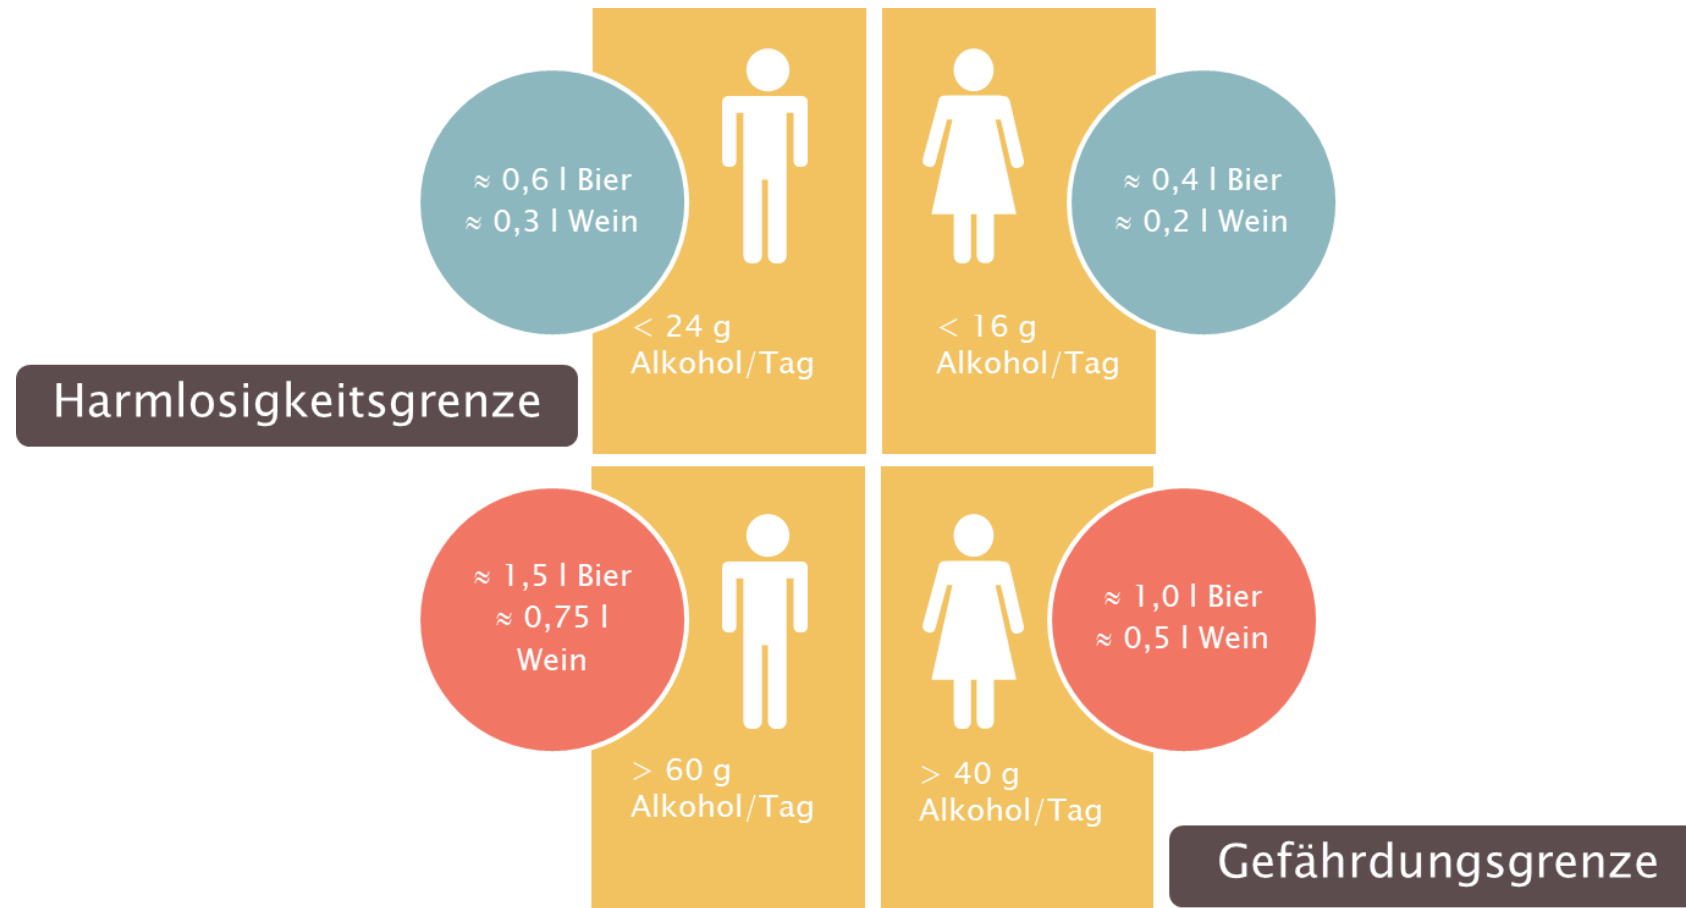 ≈ 0,6 l Bier
≈ 0,3 l Wein
< 24 g
Alkohol/Tag
≈ 0,4 l Bier
≈ 0,2 l Wein
< 16 g
Alkohol/Tag
Harmlosigkeitsgrenze
≈ 1,5 l Bier
≈ 0,75 l
Wein
> 60 g
Alkohol/Tag
≈ 1,0 l Bier
≈ 0,5 l Wein
> 40 g
Alkohol/Tag
Gefährdungsgrenze